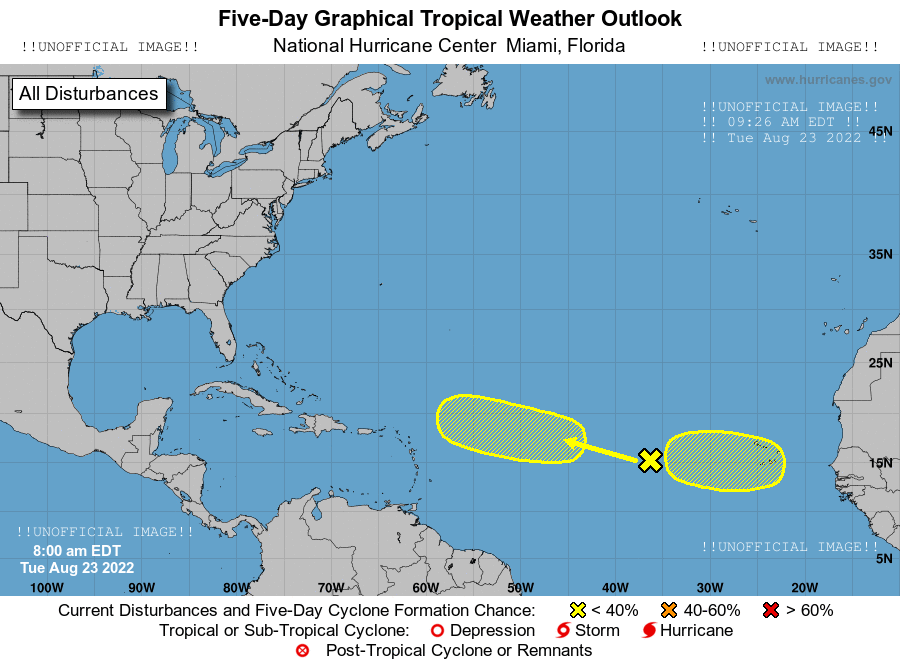 Five-Day Graphical Tropical Weather Outlook
!!UNOFFICIAL IMAGE!! National Hurricane Center  Miami, Florida !!UNOFFICIAL IMAGE!!
All Disturbances
www.hurricanes.gov
!!UNOFFICIAL IMAGE!!
!! 09:26 AM EDT !!
!! Tue Aug 23 2022 !!
45N
35N
25N
15N
!!UNOFFICIAL IMAGE!!
8:00 am EDT
Tue Aug 23 2022
!!UNOFFICIAL IMAGE!!
5N
100W 90W 80W 70W 60W 50W 40W 30W 20W
Current Disturbances and Five-Day Cyclone Formation Chance: < 40% 40-60% > 60%
Tropical or Sub-Tropical Cyclone: Depression Storm Hurricane
Post-Tropical Cyclone or Remnants